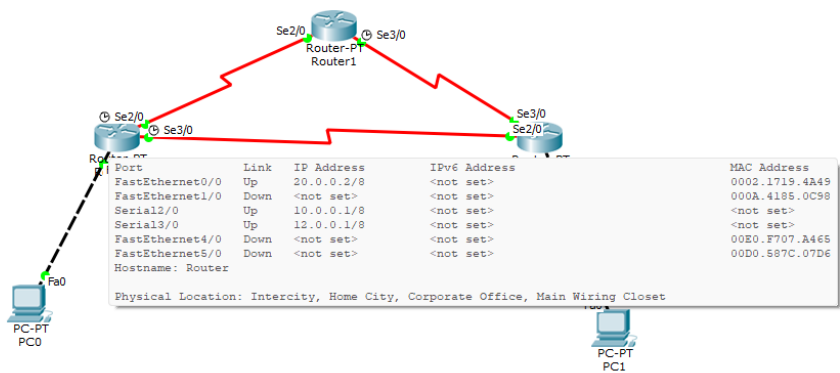 Se2/0
Se3/0
Router-PT
Router1
Se2/0
Se3/0
Se3/0
Se2/0
Port Link IP Address IPv6 Address MAC Address
FastEthernet0/0 Up 20.0.0.2/8 <not set> 0002.1719.4A49
FastEthernet1/0 Down <not set> <not set> 000A.4185.0C98
Serial2/0 Up 10.0.0.1/8 <not set> <not set>
Serial3/0 Up 12.0.0.1/8 <not set> <not set>
FastEthernet4/0 Down <not set> <not set> 00E0.F707.A465
FastEthernet5/0 Down <not set> <not set> 00D0.587C.07D6
Hostname: Router
Physical Location: Intercity, Home City, Corporate Office, Main Wiring Closet
Fa0
PC-PT
PC0
PC-PT
PC1